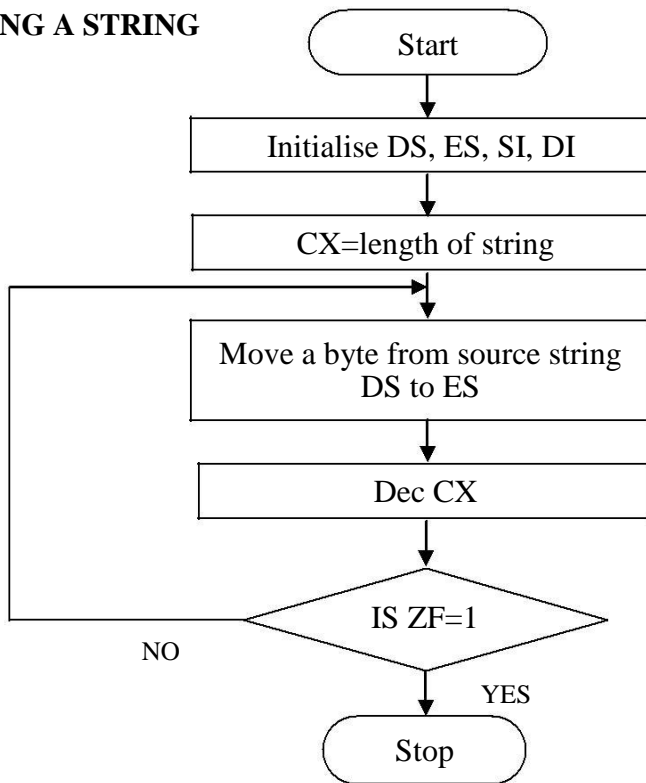 NG A STRING
Start
Initialise DS, ES, SI, DI
CX=length of string
Move a byte from source string
DS to ES
Dec CX
IS ZF=1
NO
YES
Stop